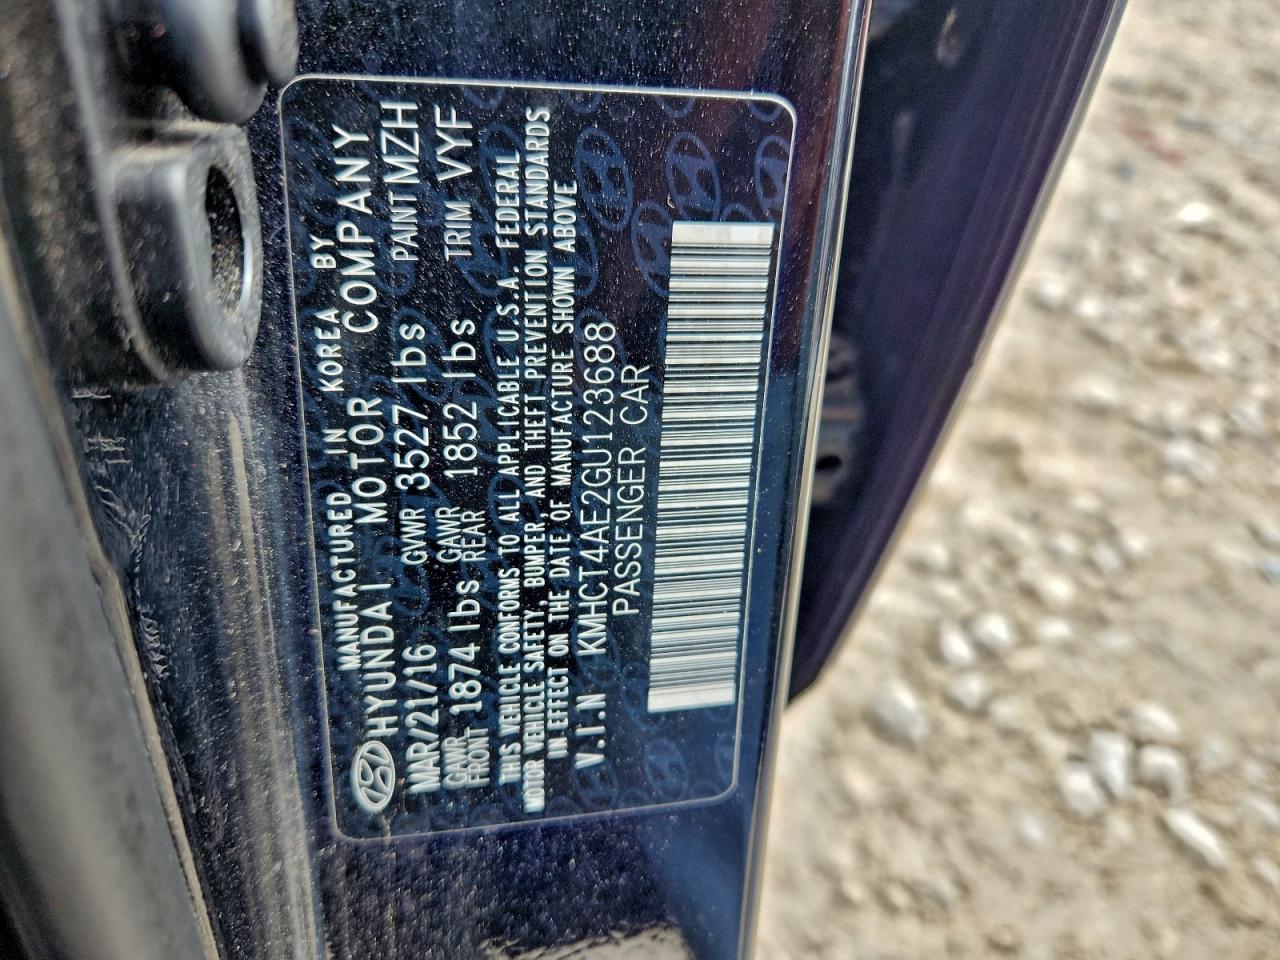 MANUFACTURED IN KOREA BY
HYUNDAI MOTOR COMPANY
MAR/21/16 GVWR 3527 lbs PAINT MZH
GAWR FRONT 1874 lbs GAWR REAR 1852 lbs TRIM VYF
THIS VEHICLE CONFORMS TO ALL APPLICABLE U.S.A. FEDERAL
MOTOR VEHICLE SAFETY, BUMPER AND THEFT PREVENTION STANDARDS
IN EFFECT ON THE DATE OF MANUFACTURE SHOWN ABOVE
V.I.N KMHCT4AE2GU123688
PASSENGER CAR